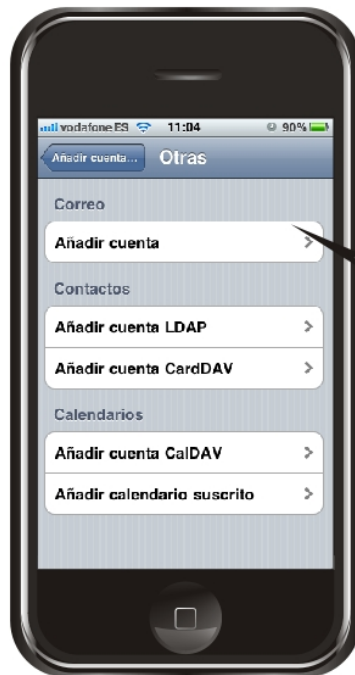 vodafone ES 11:04 90%
Añadir cuenta... Otras
Correo
Añadir cuenta
Contactos
Añadir cuenta LDAP
Añadir cuenta CardDAV
Calendarios
Añadir cuenta CalDAV
Añadir calendario suscrito